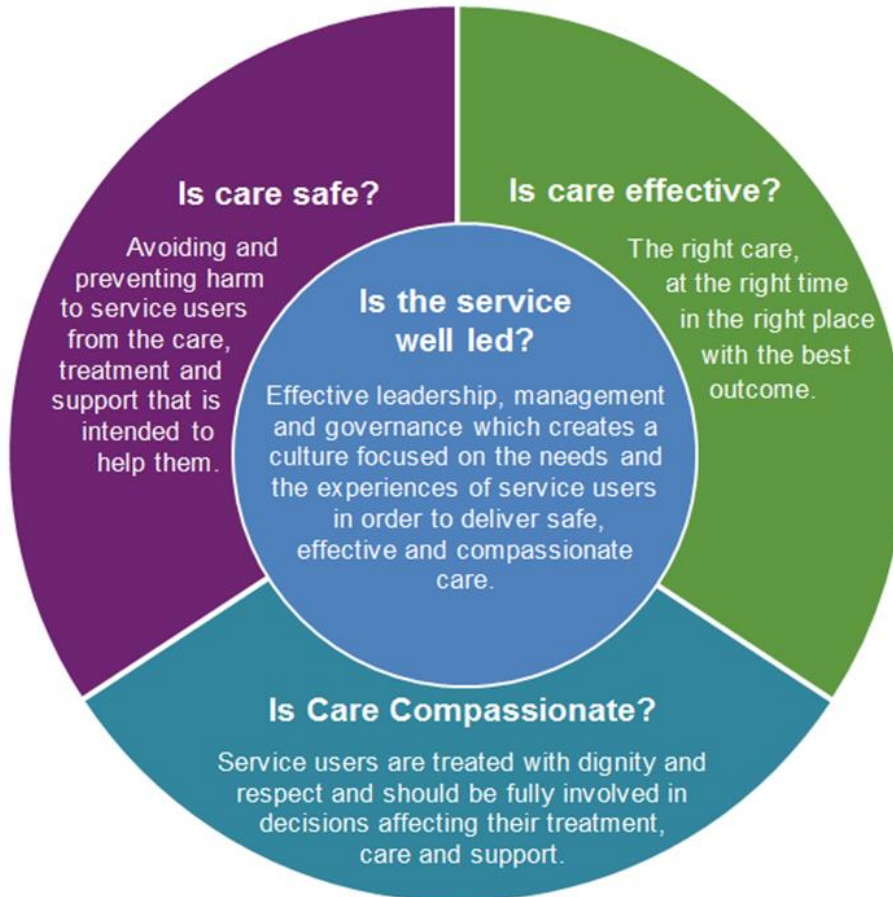 Is care safe?
Avoiding and
preventing harm
to service users
from the care,
treatment and
support that is
intended to
help them.
Is care effective?
The right care,
at the right time
in the right place
with the best
outcome.
Is the service
well led?
Effective leadership, management
and governance which creates a
culture focused on the needs and
the experiences of service users
in order to deliver safe,
effective and compassionate
care.
Is Care Compassionate?
Service users are treated with dignity and
respect and should be fully involved in
decisions affecting their treatment,
care and support.